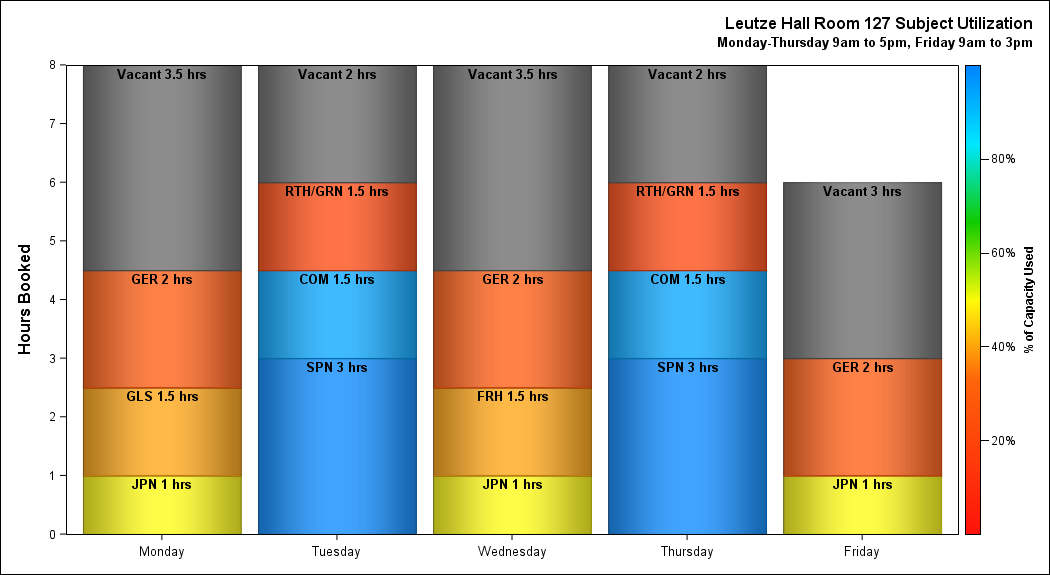 Leutze Hall Room 127 Subject Utilization
Monday-Thursday 9am to 5pm, Friday 9am to 3pm
Hours Booked
8
7
6
5
4
3
2
1
0
Vacant 3.5 hrs
GER 2 hrs
GLS 1.5 hrs
JPN 1 hrs
Vacant 2 hrs
RTH/GRN 1.5 hrs
COM 1.5 hrs
SPN 3 hrs
Vacant 3.5 hrs
GER 2 hrs
FRH 1.5 hrs
JPN 1 hrs
Vacant 2 hrs
RTH/GRN 1.5 hrs
COM 1.5 hrs
SPN 3 hrs
Vacant 3 hrs
GER 2 hrs
JPN 1 hrs
Monday
Tuesday
Wednesday
Thursday
Friday
80%
60%
40%
20%
% of Capacity Used